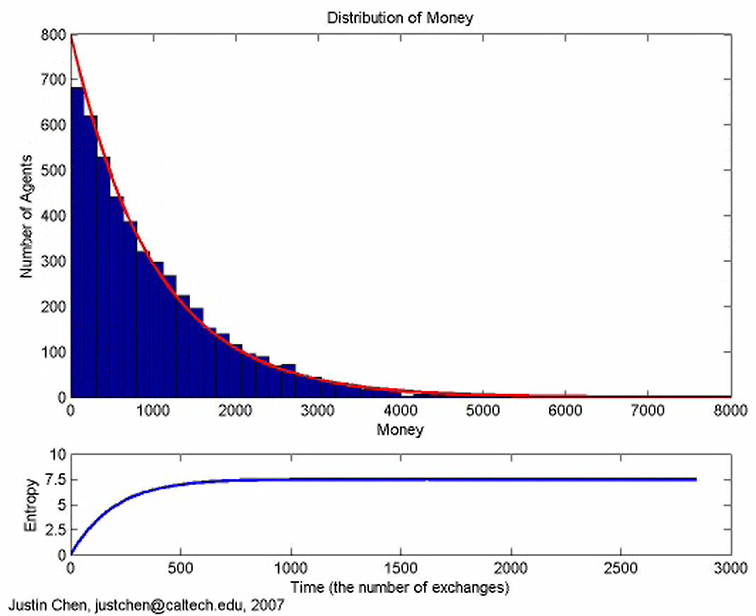 Distribution of Money
800
700
600
500
400
300
200
100
0
Number of Agents
0 1000 2000 3000 4000 5000 6000 7000 8000
Money
10
7.5
5
2.5
0
Entropy
0 500 1000 1500 2000 2500 3000
Time (the number of exchanges)
Justin Chen, justchen@caltech.edu, 2007